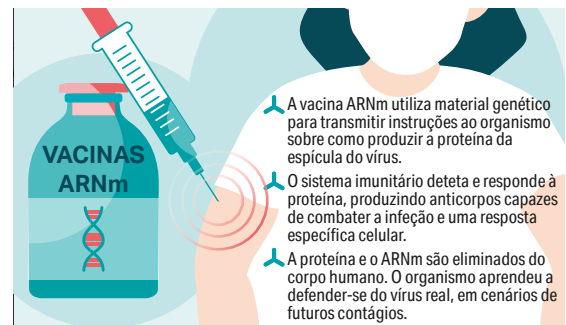 VACINAS
ARNm
A vacina ARNm utiliza material genético
para transmitir instruções ao organismo
sobre como produzir a proteína da
espícula do vírus.
O sistema imunitário deteta e responde à
proteína, produzindo anticorpos capazes
de combater a infeção e uma resposta
específica celular.
A proteína e o ARNm são eliminados do
corpo humano. O organismo aprendeu a
defender-se do vírus real, em cenários de
futuros contágios.